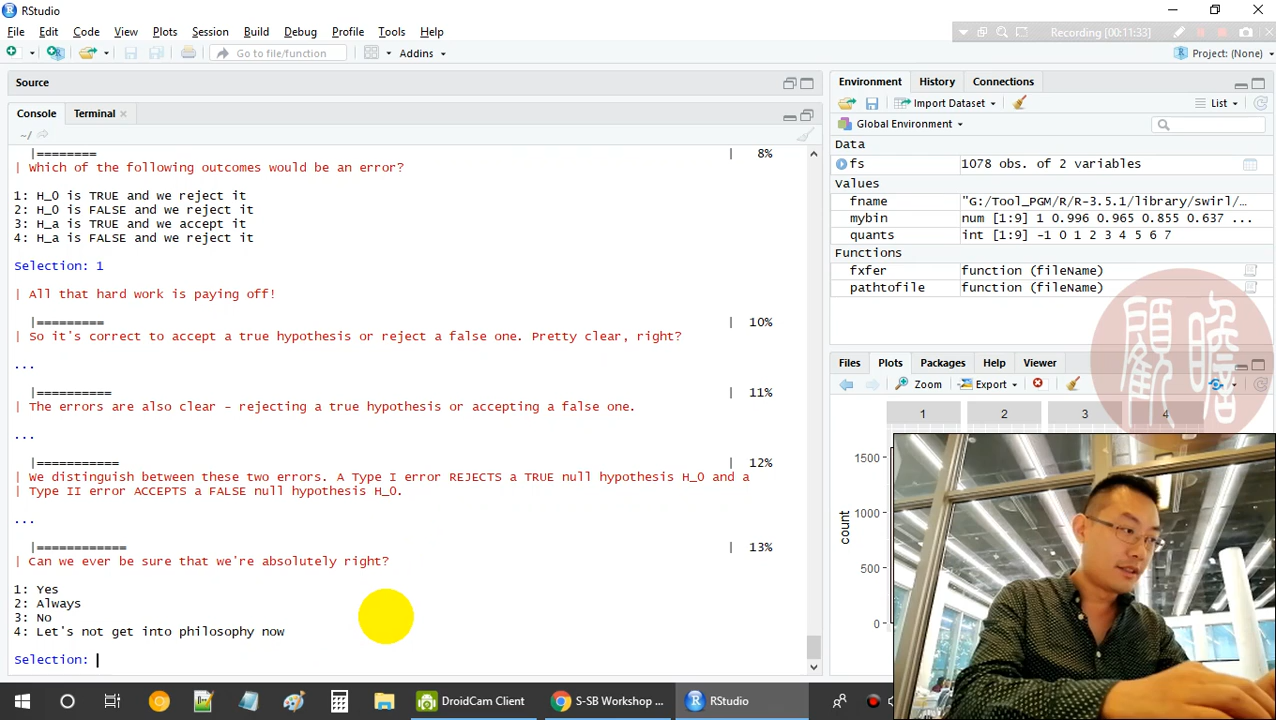 RStudio
File Edit Code View Plots Session Build Debug Profile Tools Help
Recording [00:11:33]
Go to file/function
Addins
Project: (None)
Source
Environment History Connections
Console Terminal
Import Dataset
List
~/
Global Environment
Data
fs 1078 obs. of 2 variables
Values
fname "G:/Tool_PGM/R/R-3.5.1/library/swirl/…
mybin num [1:9] 1 0.996 0.965 0.855 0.637 ...
quants int [1:9] -1 0 1 2 3 4 5 6 7
Functions
fxfer function (fileName)
pathtofile function (fileName)
|======== | 8%
| Which of the following outcomes would be an error?
1: H_0 is TRUE and we reject it
2: H_0 is FALSE and we reject it
3: H_a is TRUE and we accept it
4: H_a is FALSE and we reject it
Selection: 1
| All that hard work is paying off!
|========= | 10%
| So it's correct to accept a true hypothesis or reject a false one. Pretty clear, right?
...
|========== | 11%
| The errors are also clear - rejecting a true hypothesis or accepting a false one.
...
|=========== | 12%
| We distinguish between these two errors. A Type I error REJECTS a TRUE null hypothesis H_0 and a
| Type II error ACCEPTS a FALSE null hypothesis H_0.
...
|============ | 13%
| Can we ever be sure that we're absolutely right?
1: Yes
2: Always
3: No
4: Let's not get into philosophy now
Selection:
Files Plots Packages Help Viewer
Zoom Export
1 2 3 4
1500
1000
500
0
count
DroidCam Client
S-SB Workshop ...
RStudio